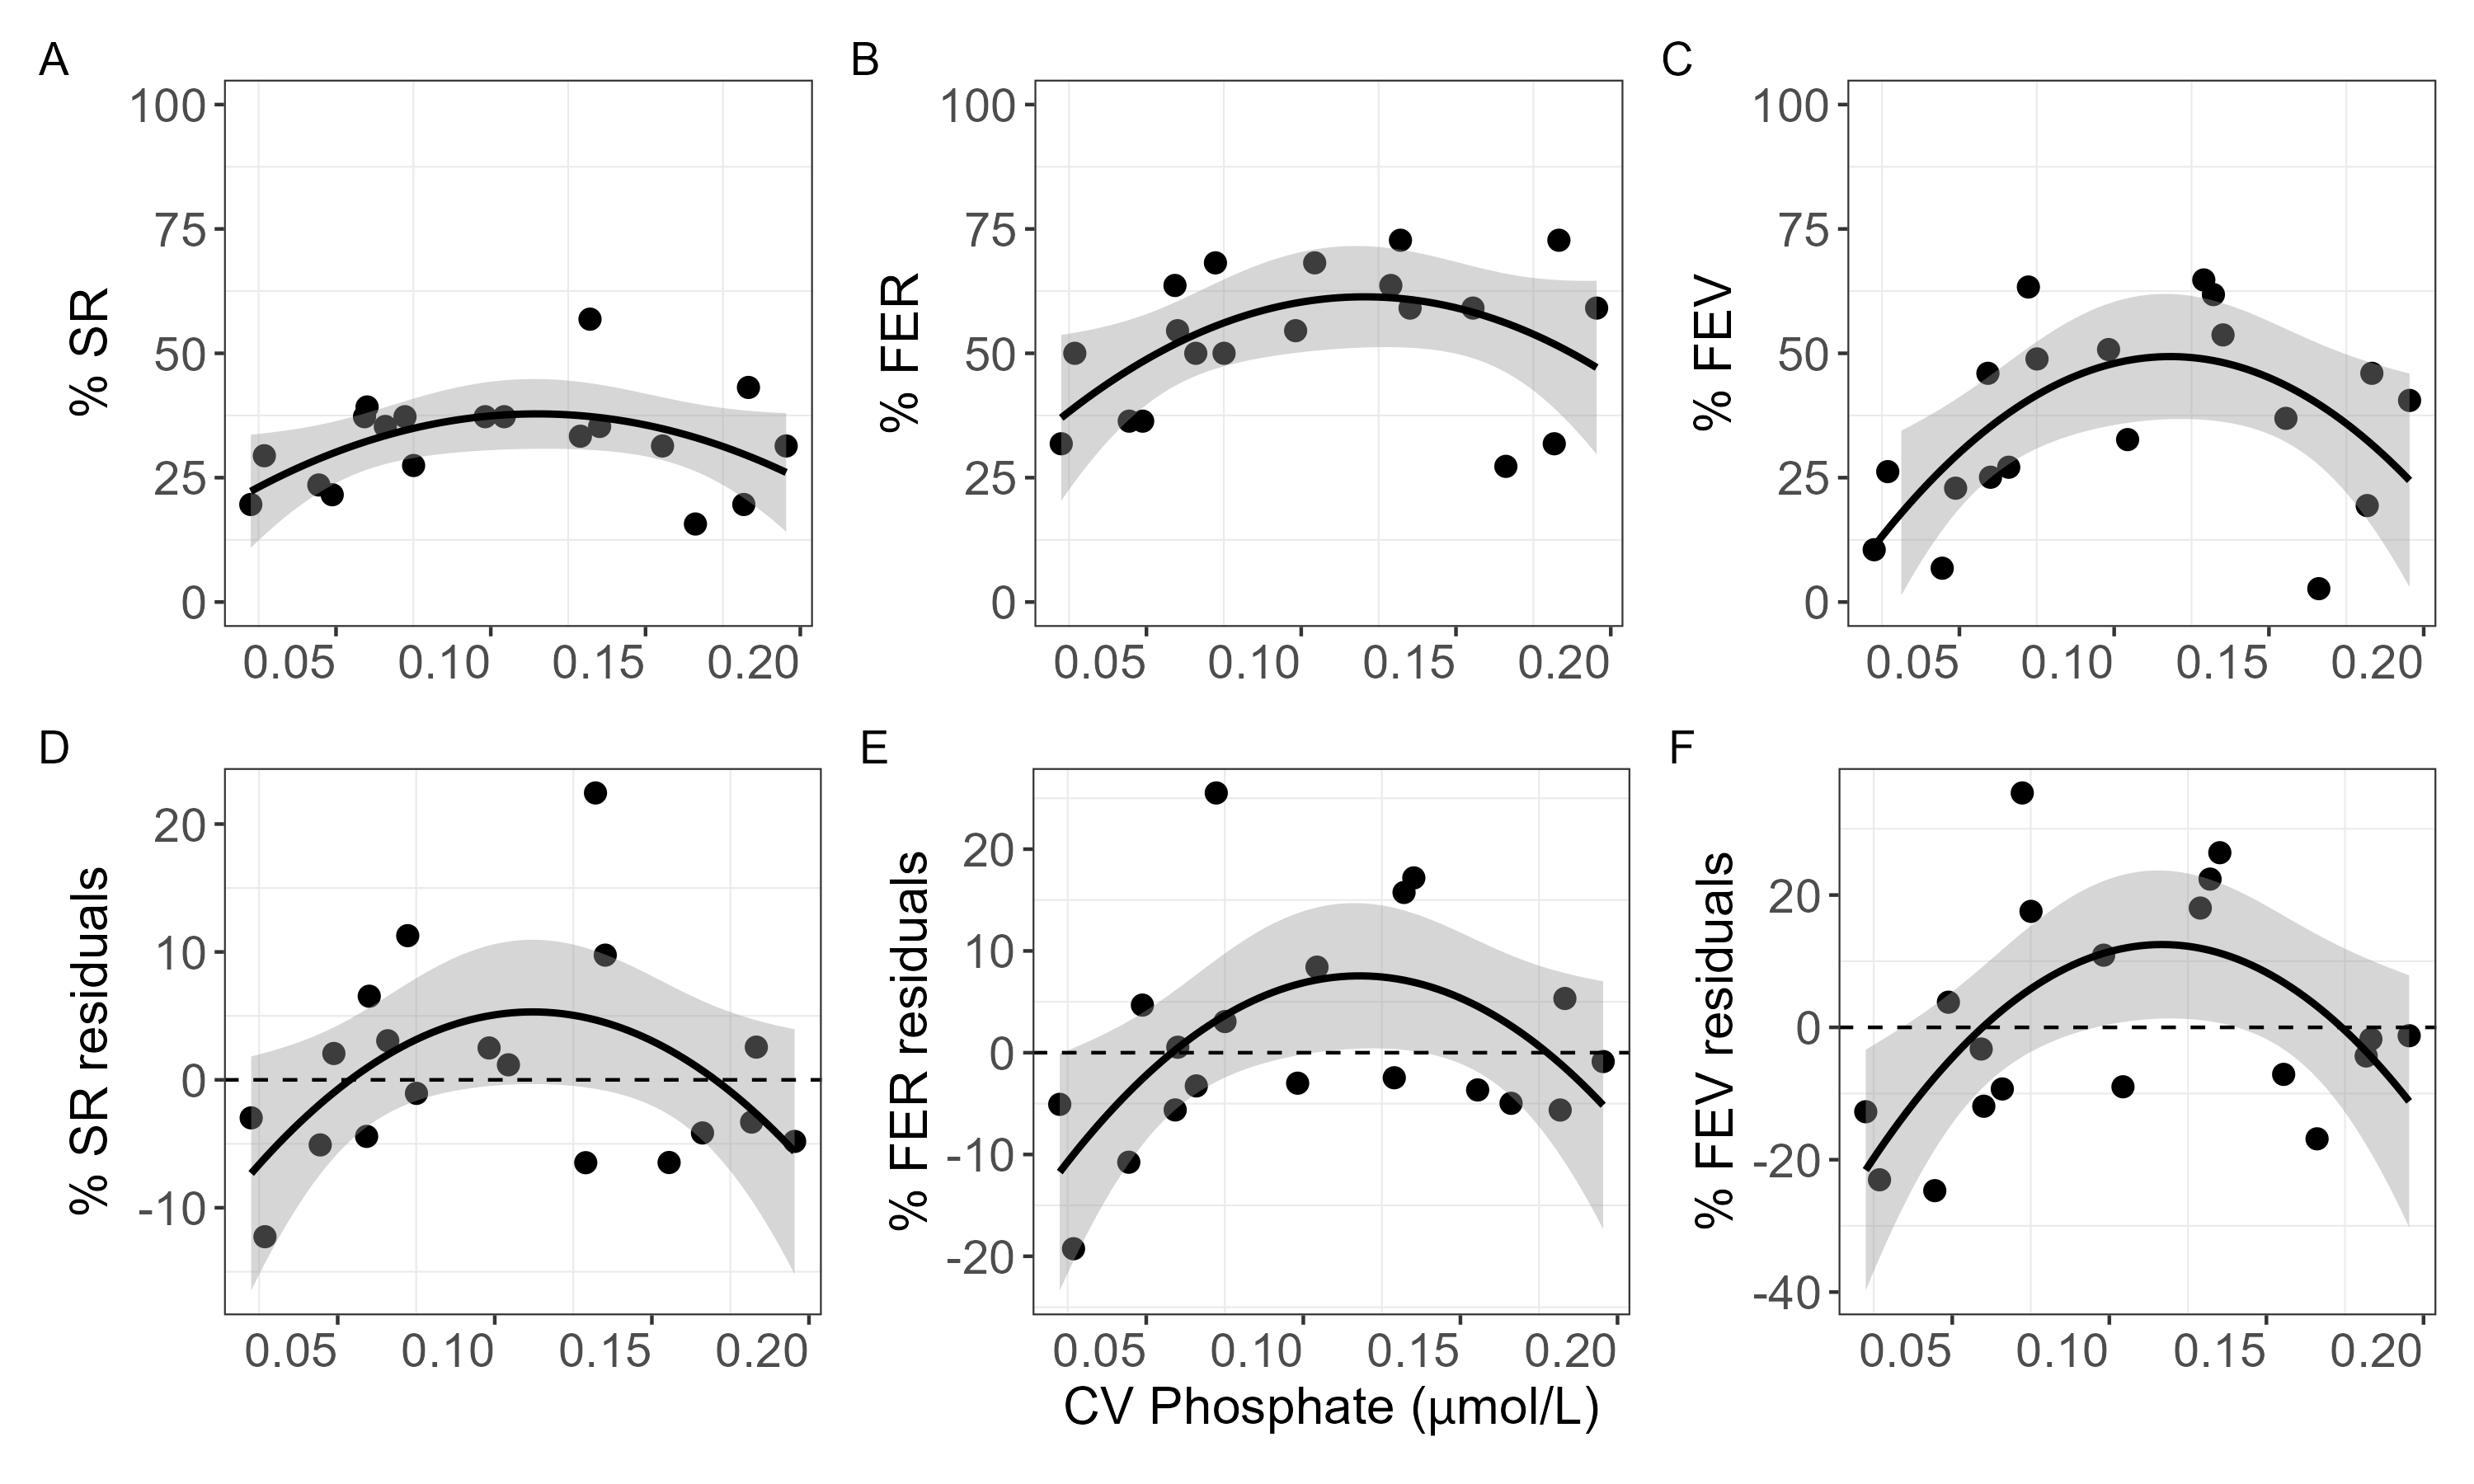 A B C
100 100 100
75 75 75
50 50 50
25 25 25
0 0 0
% SR % FER % FEV
0.05 0.10 0.15 0.20 0.05 0.10 0.15 0.20 0.05 0.10 0.15 0.20
D E F
20 20 20
10 10 0
0 0 -20
-10 -10 -40
-20
% SR residuals % FER residuals % FEV residuals
0.05 0.10 0.15 0.20 0.05 0.10 0.15 0.20 0.05 0.10 0.15 0.20
CV Phosphate (µmol/L)